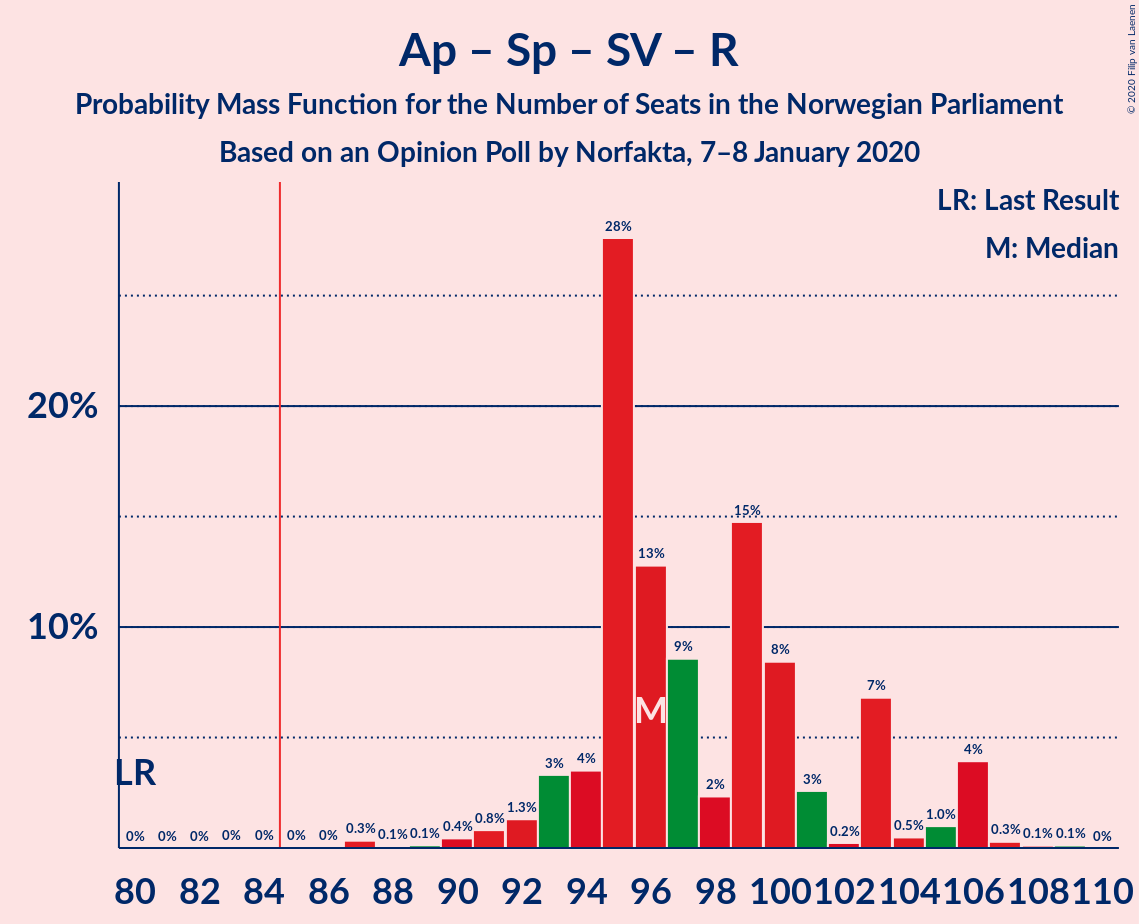 © 2020 Filip van Laenen
Ap – Sp – SV – R
Probability Mass Function for the Number of Seats in the Norwegian Parliament
Based on an Opinion Poll by Norfakta, 7–8 January 2020
LR: Last Result
M: Median
20%
10%
LR
M
0% 0% 0% 0% 0% 0% 0% 0.3% 0.1% 0.1% 0.4% 0.8% 1.3% 3% 4% 28% 13% 9% 2% 15% 8% 3% 0.2% 7% 0.5% 1.0% 4% 0.3% 0.1% 0.1% 0%
80 82 84 86 88 90 92 94 96 98 100 102 104 106 108 110